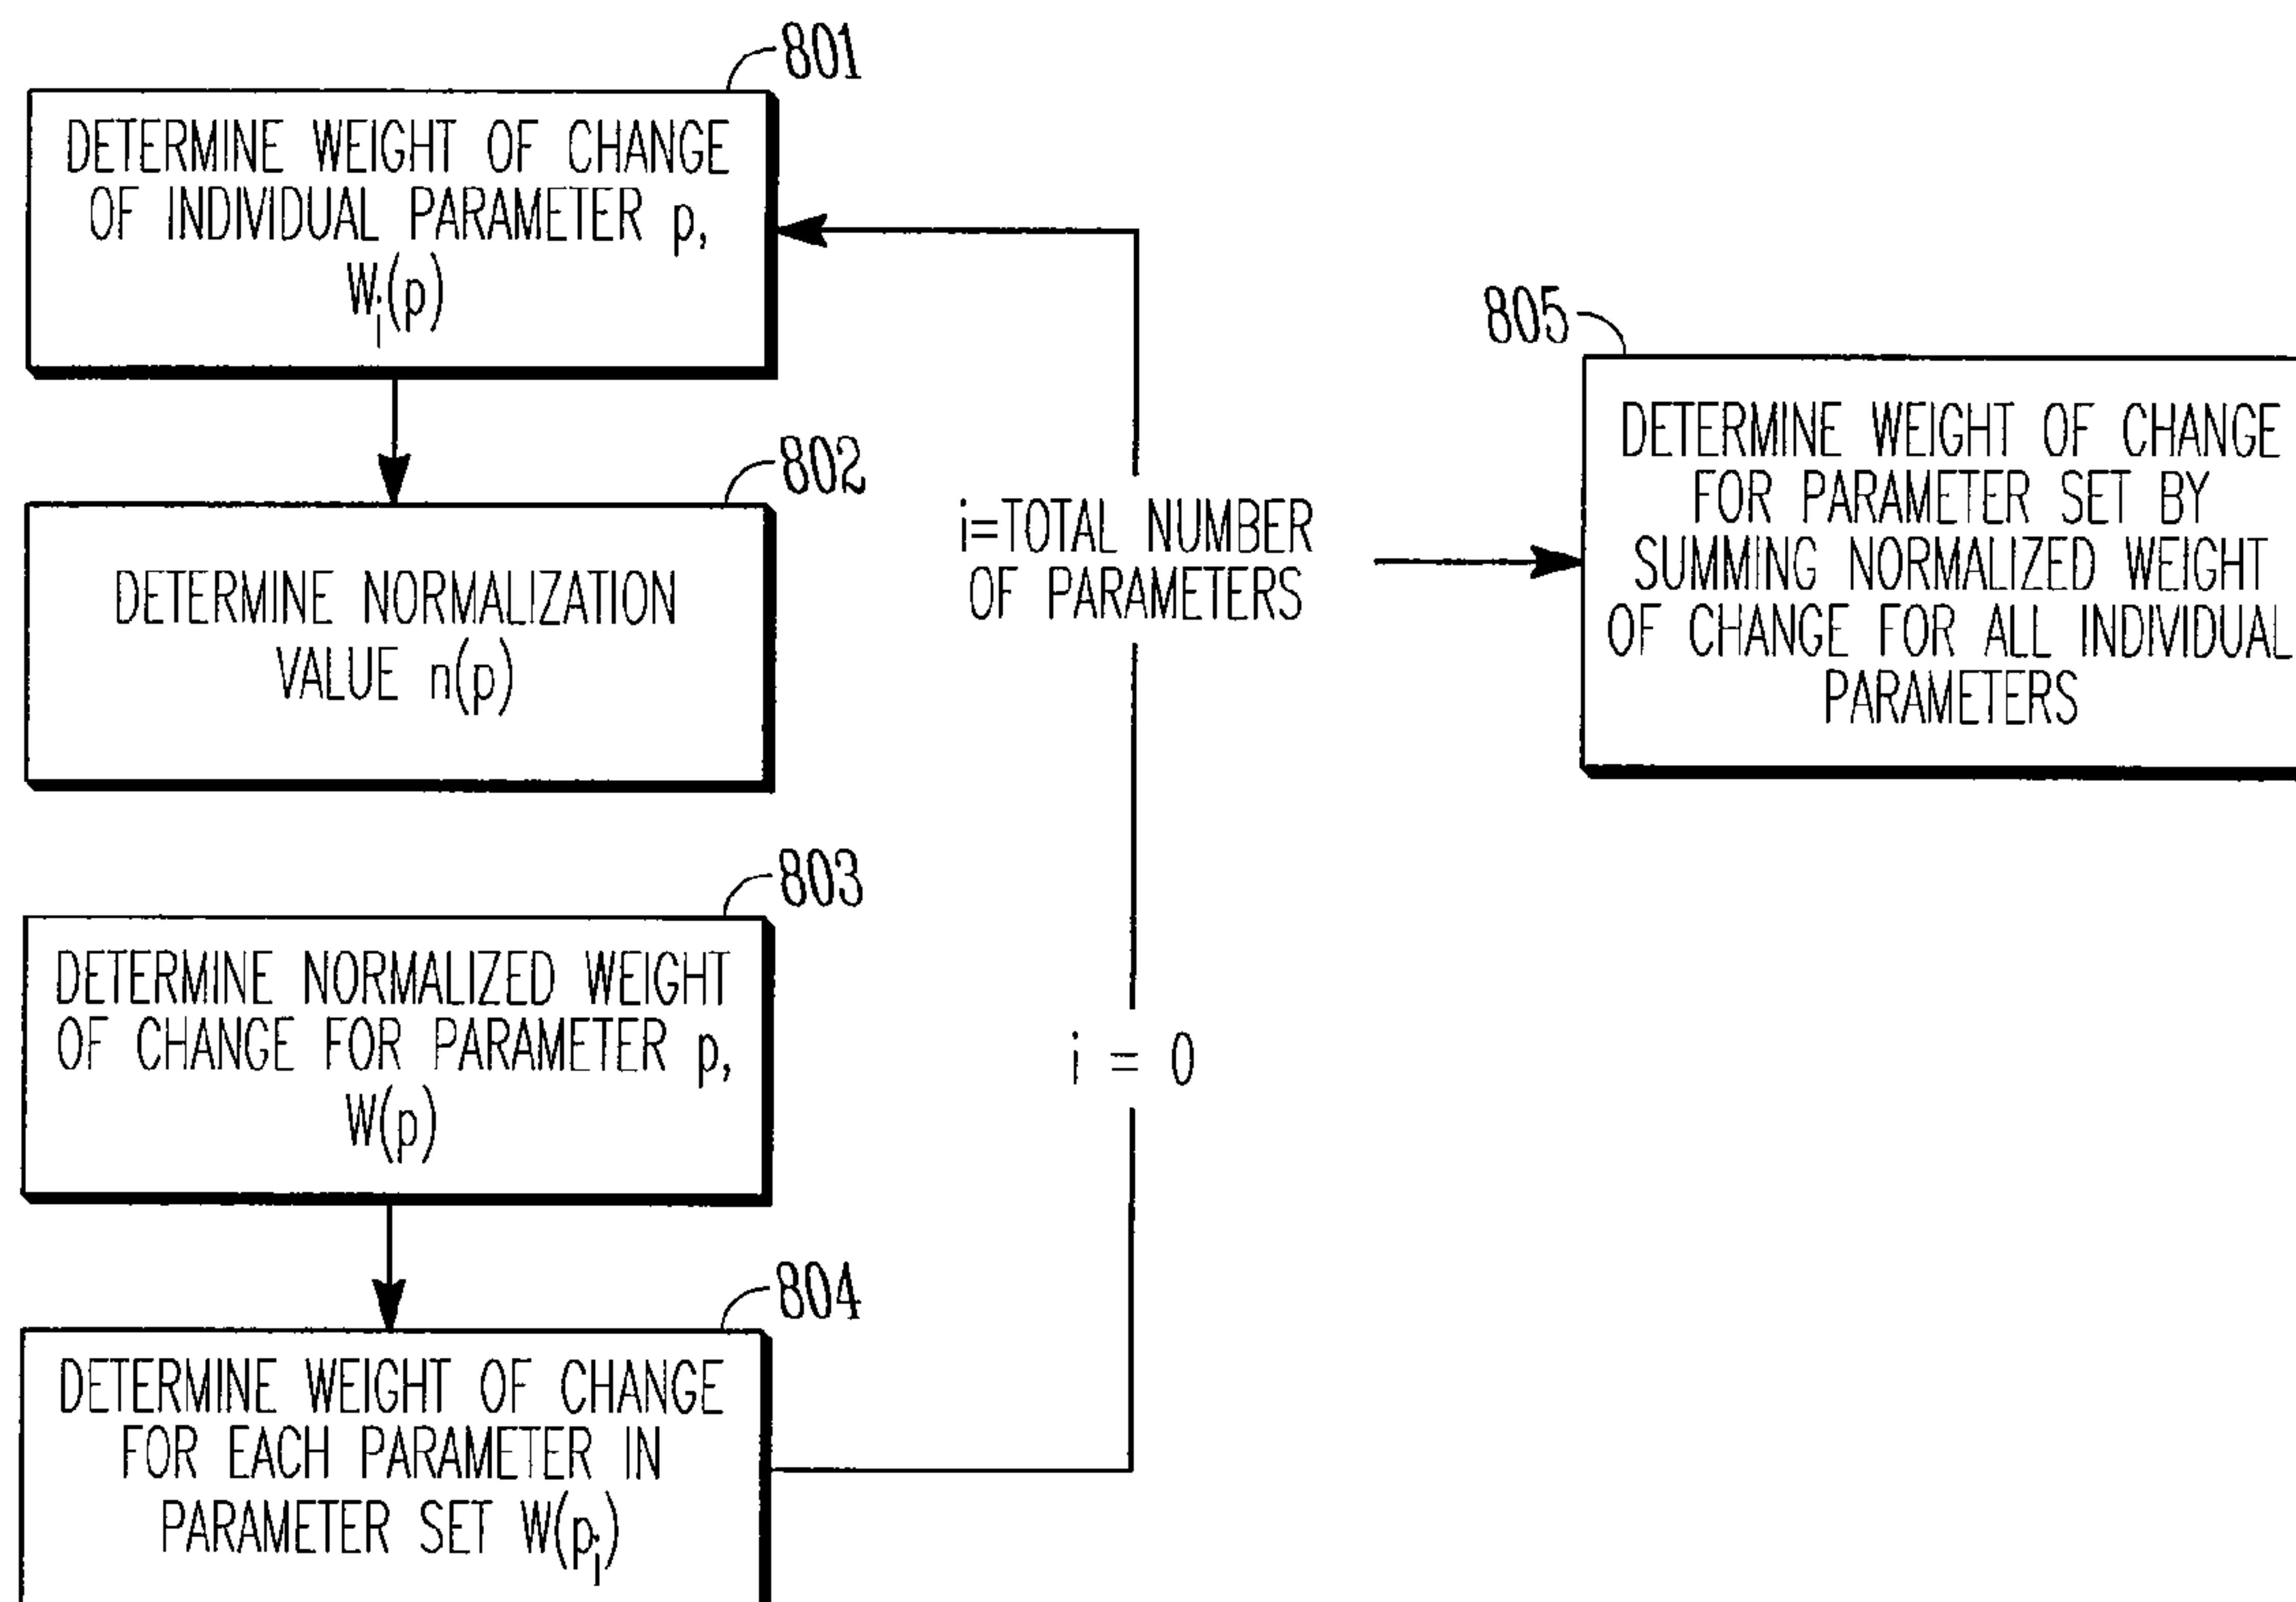 801
DETERMINE WEIGHT OF CHANGE
OF INDIVIDUAL PARAMETER p,
Wi(p)
802
DETERMINE NORMALIZATION
VALUE n(p)
803
DETERMINE NORMALIZED WEIGHT
OF CHANGE FOR PARAMETER p,
W(p)
804
DETERMINE WEIGHT OF CHANGE
FOR EACH PARAMETER IN
PARAMETER SET W(pi)
i=TOTAL NUMBER
OF PARAMETERS
i = 0
805
DETERMINE WEIGHT OF CHANGE
FOR PARAMETER SET BY
SUMMING NORMALIZED WEIGHT
OF CHANGE FOR ALL INDIVIDUAL
PARAMETERS